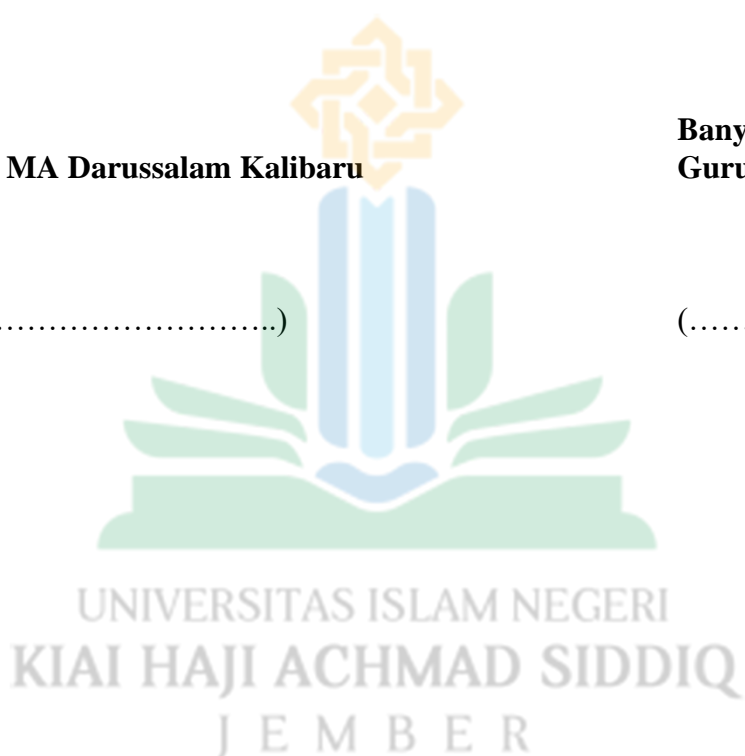 Bany
MA Darussalam Kalibaru Guru
………………………..) (……
UNIVERSITAS ISLAM NEGERI
KIAI HAJI ACHMAD SIDDIQ
J E M B E R